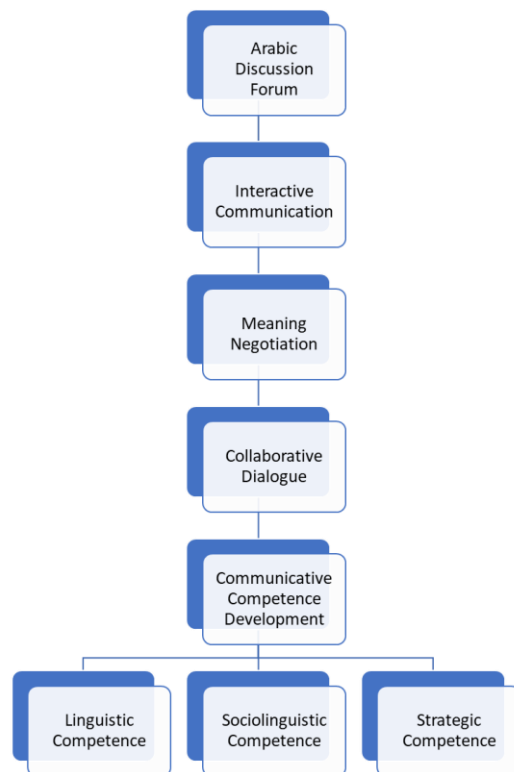 Arabic
Discussion
Forum
Interactive
Communication
Meaning
Negotiation
Collaborative
Dialogue
Communicative
Competence
Development
Linguistic
Competence
Sociolinguistic
Competence
Strategic
Competence